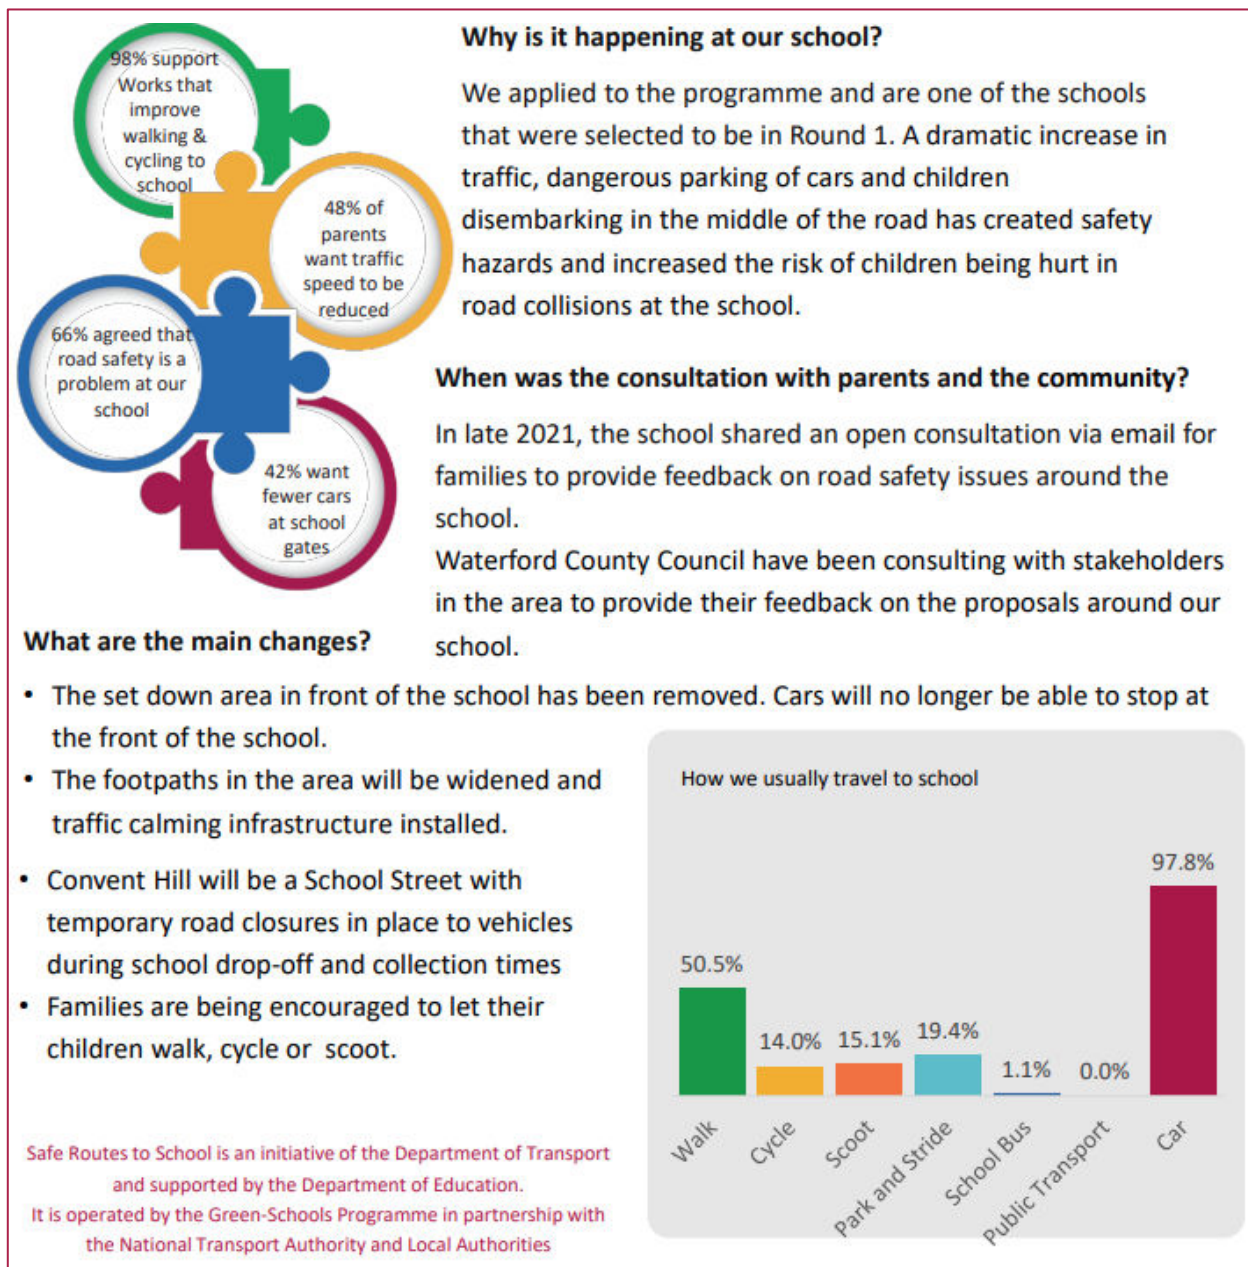 98% support
Works that
improve
walking &
cycling to
school
48% of
parents
want traffic
speed to be
reduced
66% agreed that
road safety is a
problem at our
school
42% want
fewer cars
at school
gates
Why is it happening at our school?
We applied to the programme and are one of the schools
that were selected to be in Round 1. A dramatic increase in
traffic, dangerous parking of cars and children
disembarking in the middle of the road has created safety
hazards and increased the risk of children being hurt in
road collisions at the school.
When was the consultation with parents and the community?
In late 2021, the school shared an open consultation via email for
families to provide feedback on road safety issues around the
school.
Waterford County Council have been consulting with stakeholders
in the area to provide their feedback on the proposals around our
school.
What are the main changes?
• The set down area in front of the school has been removed. Cars will no longer be able to stop at
the front of the school.
• The footpaths in the area will be widened and
traffic calming infrastructure installed.
• Convent Hill will be a School Street with
temporary road closures in place to vehicles
during school drop-off and collection times
• Families are being encouraged to let their
children walk, cycle or scoot.
Safe Routes to School is an initiative of the Department of Transport
and supported by the Department of Education.
It is operated by the Green-Schools Programme in partnership with
the National Transport Authority and Local Authorities
How we usually travel to school
50.5%
14.0%
15.1%
19.4%
1.1%
0.0%
97.8%
Walk
Cycle
Scoot
Park and Stride
School Bus
Public Transport
Car